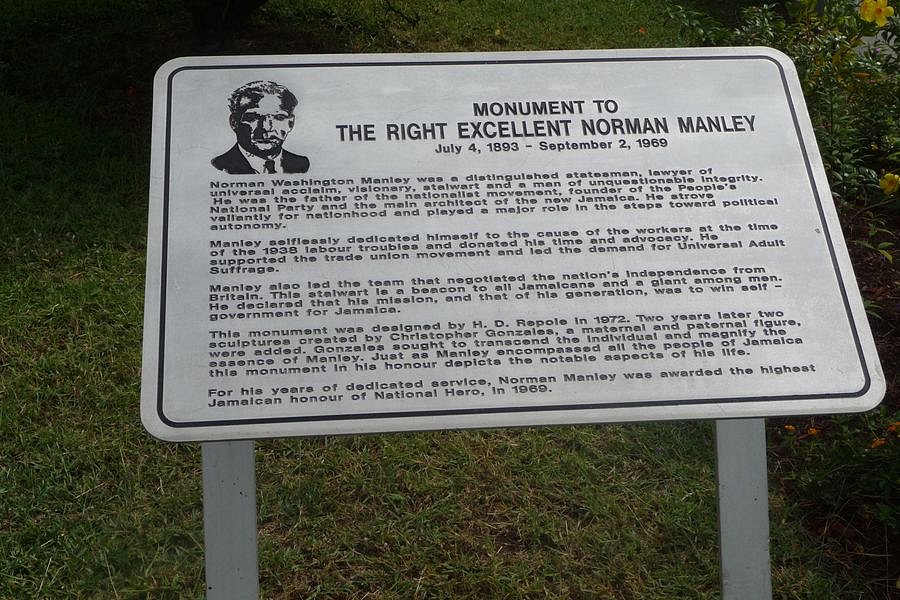 MONUMENT TO
THE RIGHT EXCELLENT NORMAN MANLEY
July 4, 1893 - September 2, 1969
Norman Washington Manley was a distinguished statesman, lawyer of
universal acclaim, visionary, stalwart and a man of unquestionable integrity.
He was the father of the nationalist movement, founder of the People's
National Party and the main architect of the new Jamaica. He strove
valiantly for nationhood and played a major role in the steps toward political
autonomy.
Manley selflessly dedicated himself to the cause of the workers at the time
of the 1938 labour troubles and donated his time and advocacy. He
supported the trade union movement and led the demand for Universal Adult
Suffrage.
Manley also led the team that negotiated the nation's independence from
Britain. This stalwart is a beacon to all Jamaicans and a giant among men.
He declared that his mission, and that of his generation, was to win self -
government for Jamaica.
This monument was designed by H. D. Repole in 1972. Two years later two
sculptures created by Christopher Gonzales, a maternal and paternal figure,
were added. Gonzales sought to transcend the individual and magnify the
essence of Manley. Just as Manley encompassed all the people of Jamaica
this monument in his honour depicts the notable aspects of his life.
For his years of dedicated service, Norman Manley was awarded the highest
Jamaican honour of National Hero, in 1969.